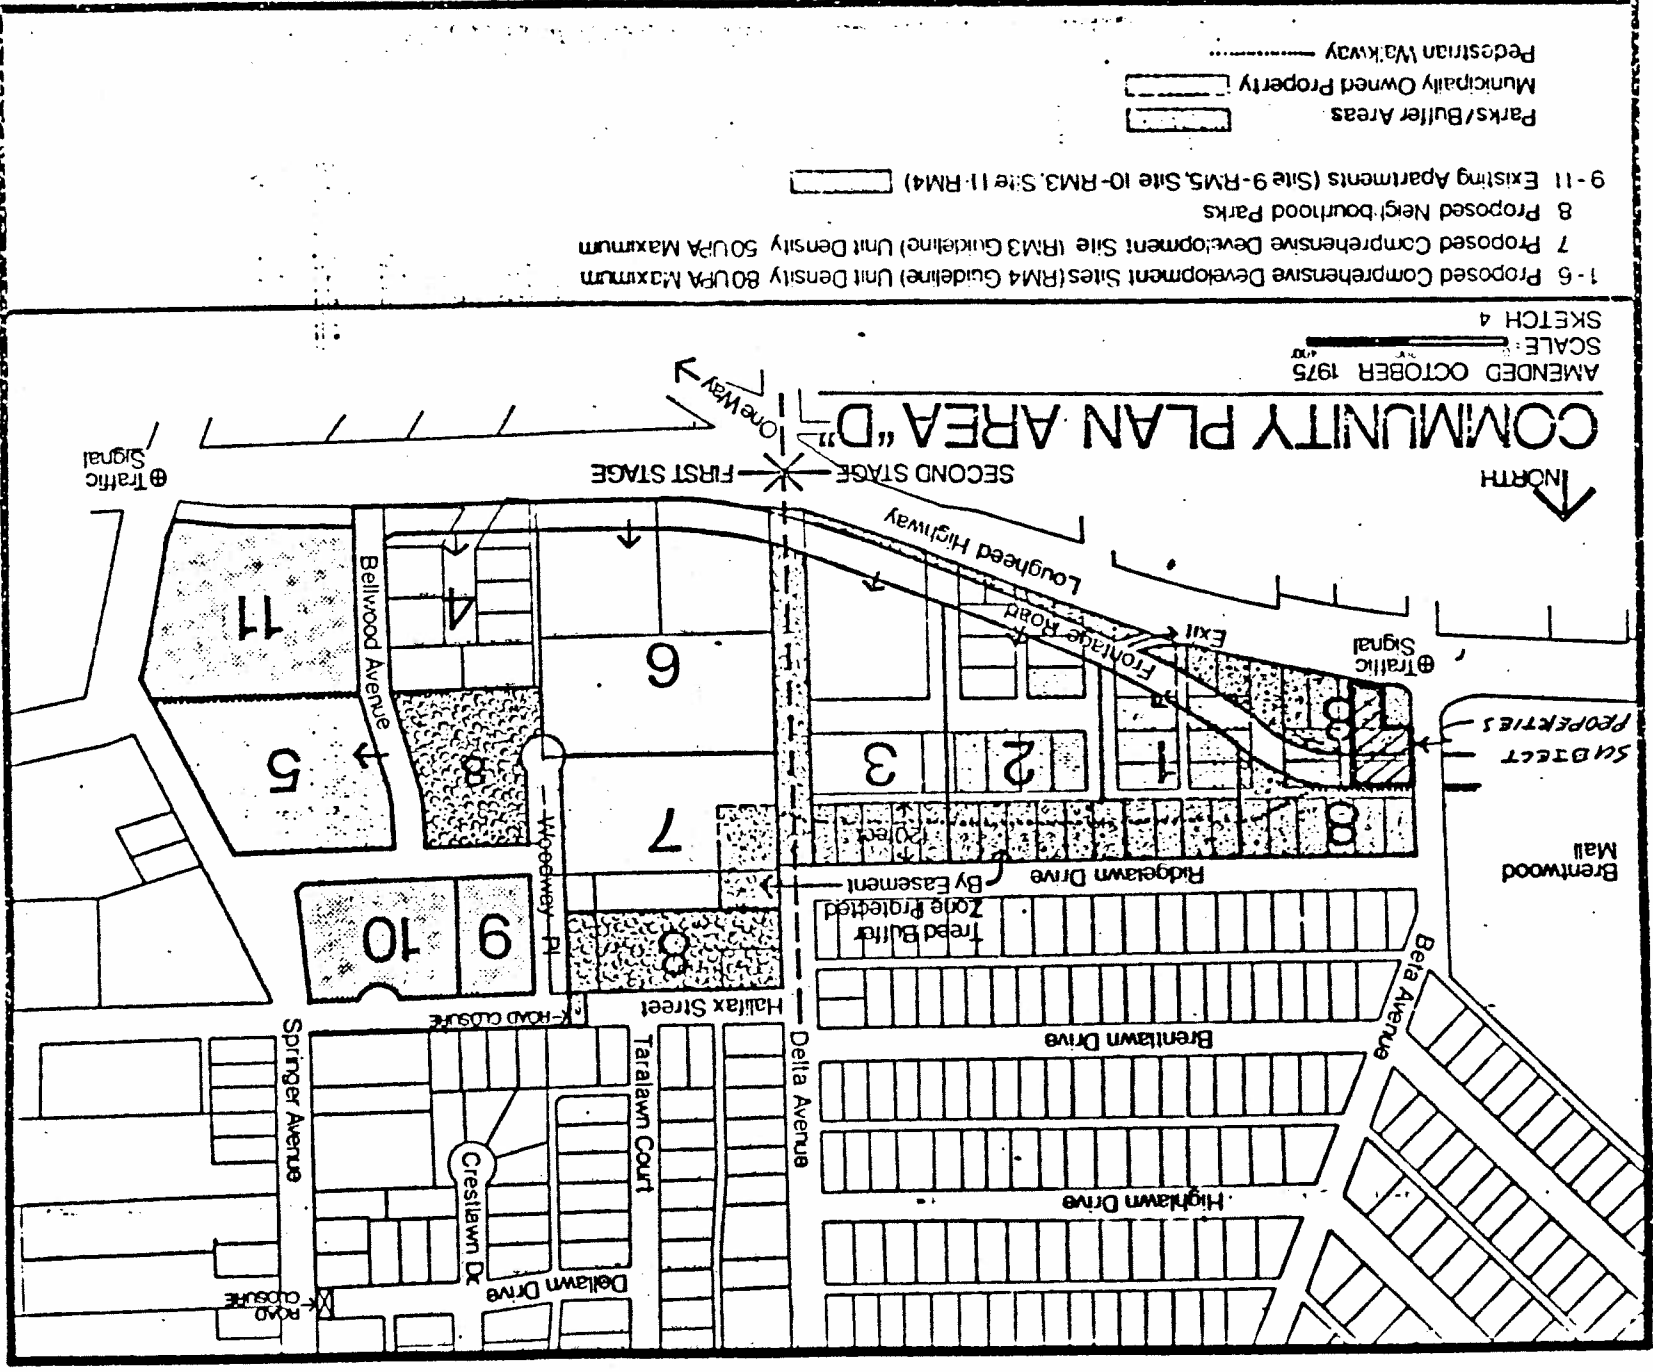 ROAD
CLOSURE
Dellawn Drive
Crestlawn Dr
Highlawn Drive
Springer Avenue
Taralawn Court
Delta Avenue
Brentlawn Drive
Beta Avenue
ROAD CLOSURE
Halifax Street
10
9
8
Treed Buffer
Zone Protected
By Easement
Woodway Pl
Ridgelawn Drive
Brentwood
Mall
8
20 feet
7
5
8
3
2
1
SUBJECT
PROPERTIES
8
6
11
4
Bellwood Avenue
Traffic
Signal
Exit
Frontage Road
Lougheed Highway
NORTH
SECOND STAGE
FIRST STAGE
Traffic
Signal
One Way
COMMUNITY PLAN AREA "D"
AMENDED OCTOBER 1975
SCALE:
400'
SKETCH 4
1-6 Proposed Comprehensive Development Sites (RM4 Guideline) Unit Density 80 UPA Maximum
7 Proposed Comprehensive Development Site (RM3 Guideline) Unit Density 50 UPA Maximum
8 Proposed Neighbourhood Parks
9-11 Existing Apartments (Site 9-RM5, Site 10-RM3, Site 11-RM4)
Parks/Buffer Areas
Municipally Owned Property
Pedestrian Walkway